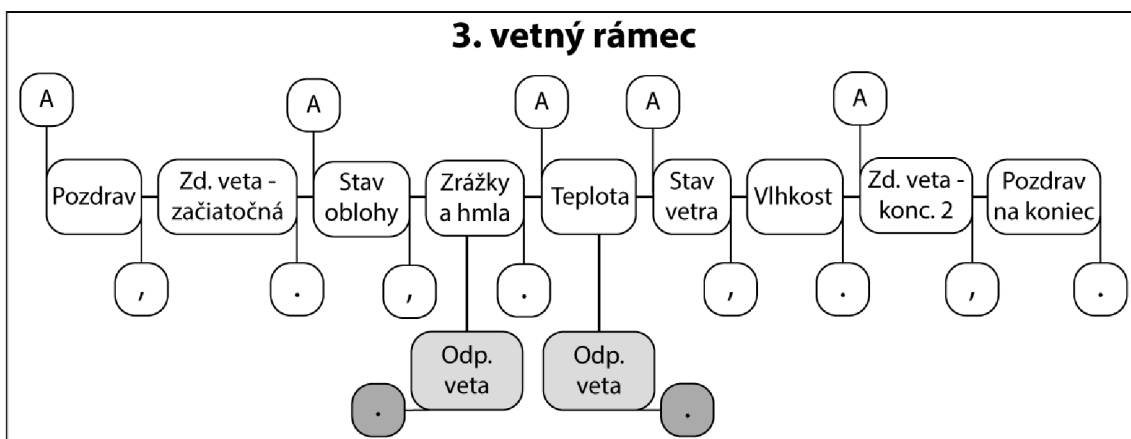 3. vetný rámec
A
A
A
A
A
Pozdrav
Zd. veta -
začiatočná
Stav
oblohy
Zrážky
a hmla
Teplota
Stav
vetra
Vlhkost
Zd. veta -
konc. 2
Pozdrav
na koniec
,
.
,
.
,
.
,
.
Odp.
veta
Odp.
veta
.
.